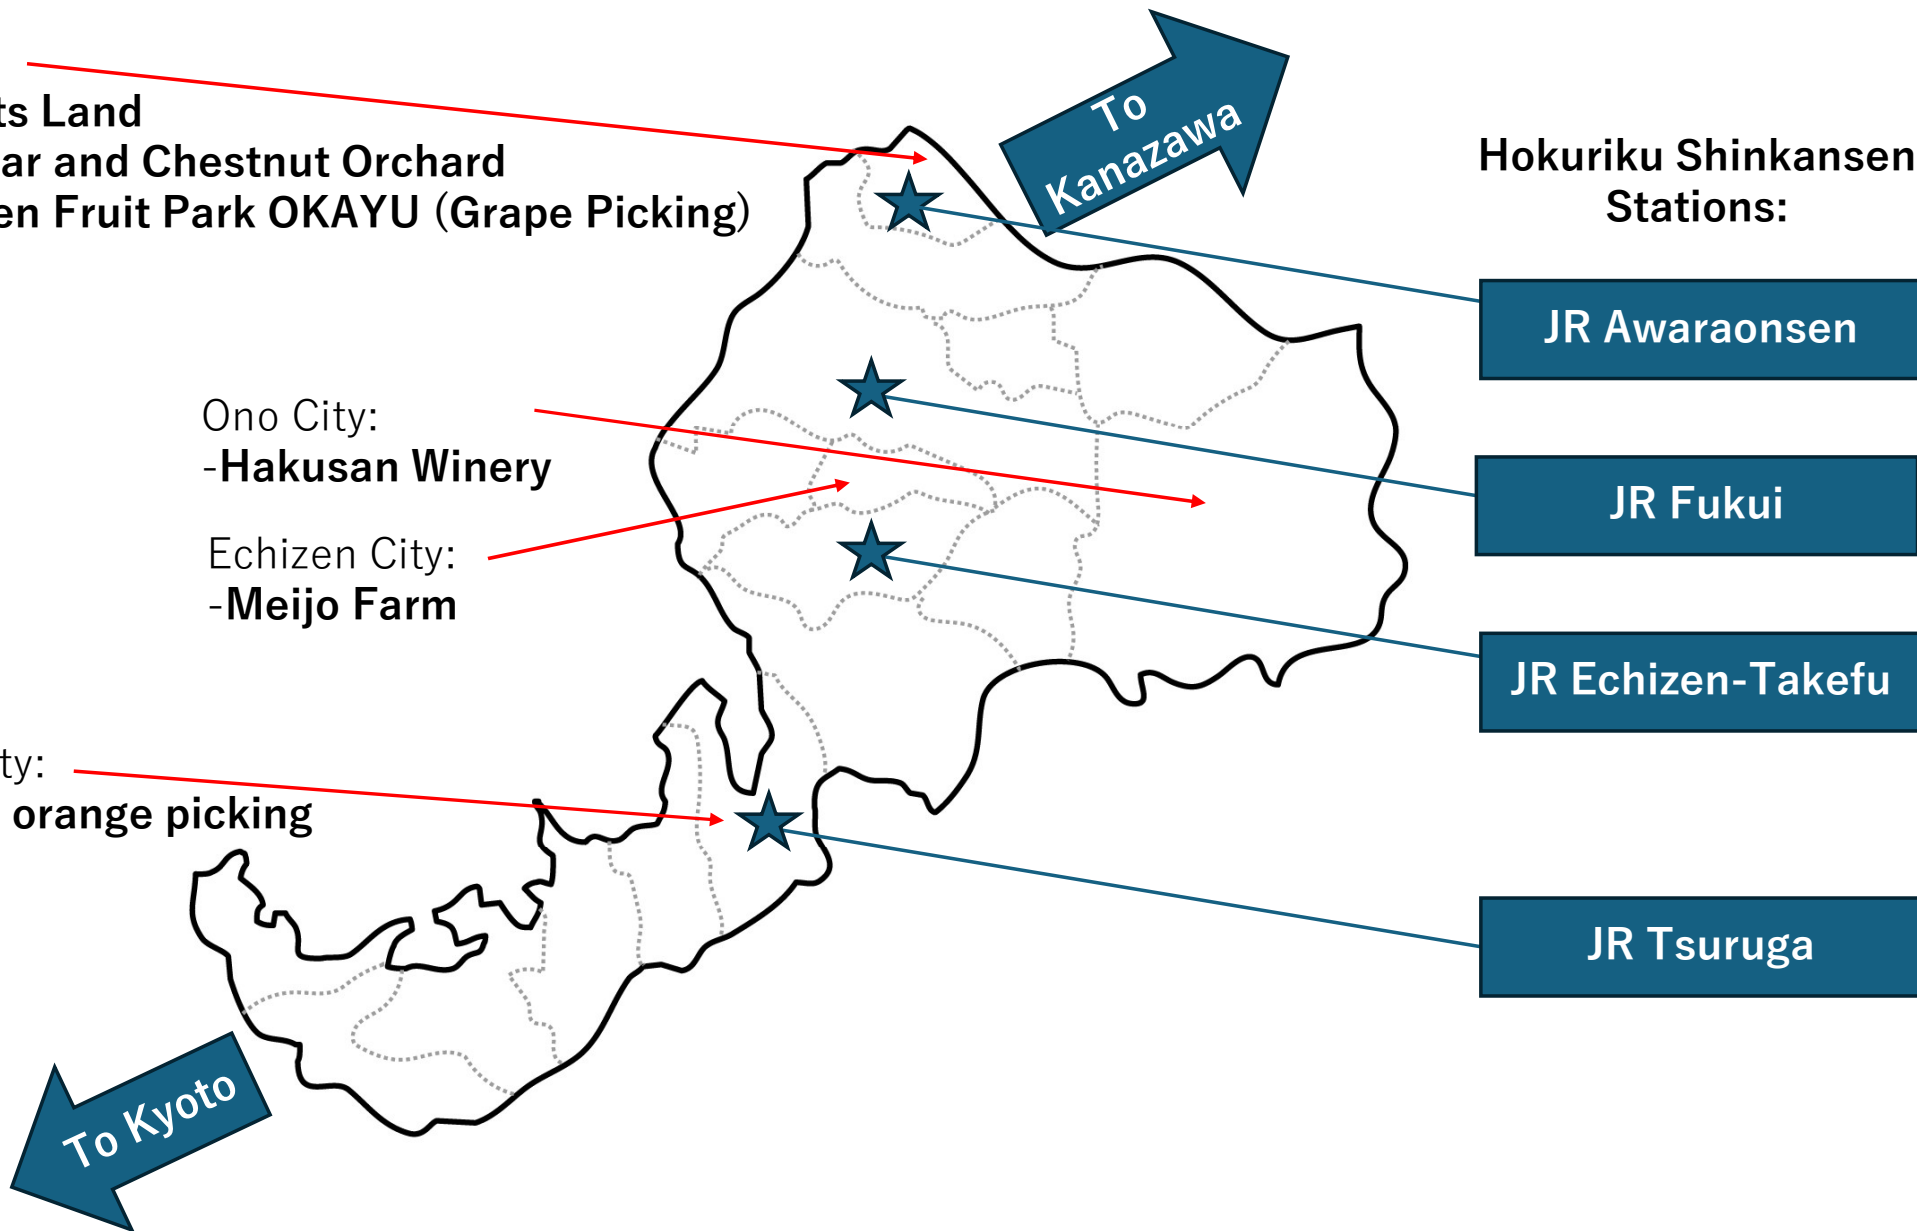 ts Land
ar and Chestnut Orchard
en Fruit Park OKAYU (Grape Picking)
To
Kanazawa
Hokuriku Shinkansen
Stations:
JR Awaraonsen
Ono City:
-Hakusan Winery
JR Fukui
Echizen City:
-Meijo Farm
JR Echizen-Takefu
ty:
orange picking
JR Tsuruga
To Kyoto